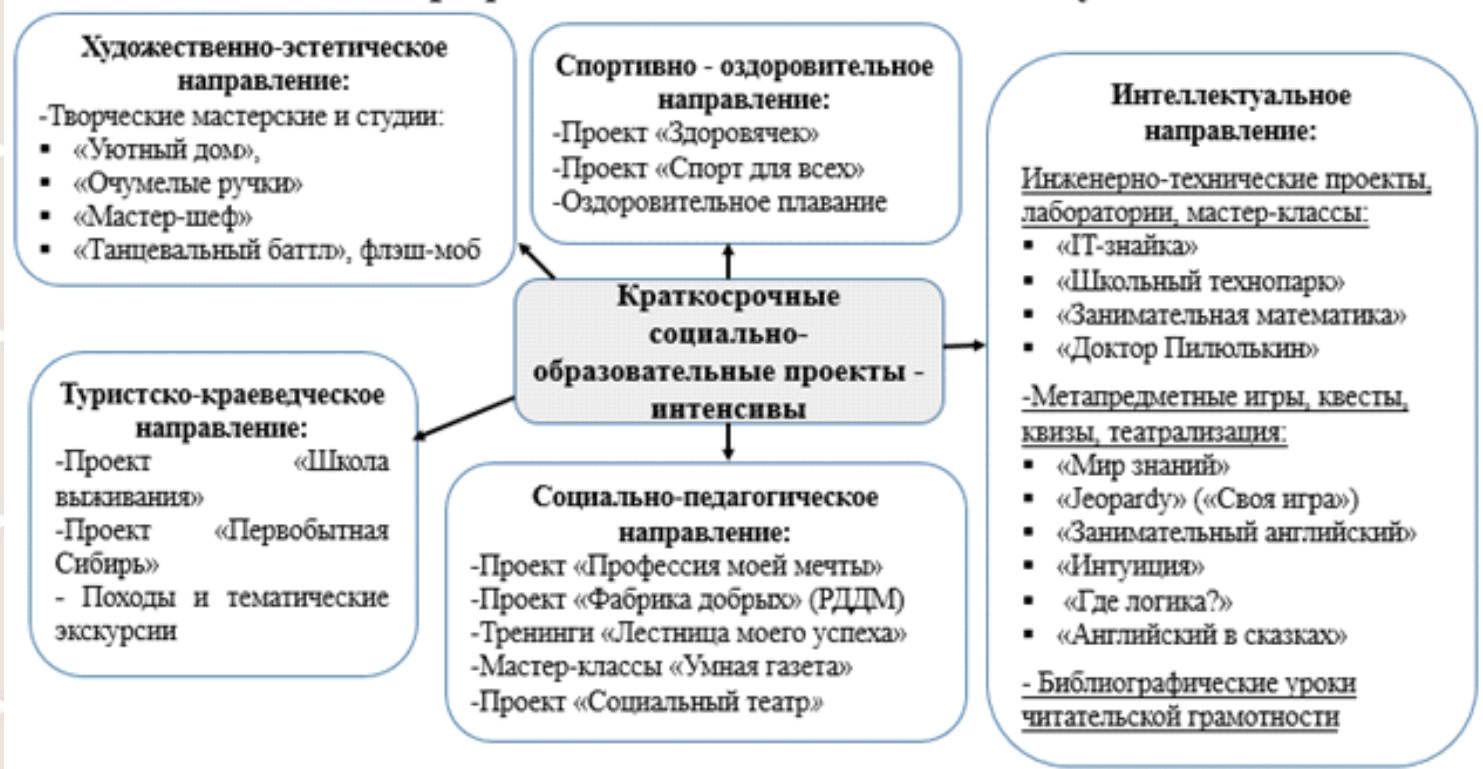 Художественно-эстетическое
направление:
-Творческие мастерские и студии:
▪ «Уютный дом»,
▪ «Очумелые ручки»
▪ «Мастер-шеф»
▪ «Танцевальный баттл», флэш-моб
Спортивно - оздоровительное
направление:
-Проект «Здоровячек»
-Проект «Спорт для всех»
-Оздоровительное плавание
Краткосрочные
социально-
образовательные проекты -
интенсивы
Туристско-краеведческое
направление:
-Проект «Школа
выживания»
-Проект «Первобытная
Сибирь»
- Походы и тематические
экскурсии
Социально-педагогическое
направление:
-Проект «Профессия моей мечты»
-Проект «Фабрика добрых» (РДДМ)
-Тренинги «Лестница моего успеха»
-Мастер-классы «Умная газета»
-Проект «Социальный театр»
Интеллектуальное
направление:
Инженерно-технические проекты,
лаборатории, мастер-классы:
▪ «IT-знайка»
▪ «Школьный технопарк»
▪ «Занимательная математика»
▪ «Доктор Пилюлькин»
-Метапредметные игры, квесты,
квизы, театрализация:
▪ «Мир знаний»
▪ «Jeopardy» («Своя игра»)
▪ «Занимательный английский»
▪ «Интуиция»
▪ «Где логика?»
▪ «Английский в сказках»
- Библиографические уроки
читательской грамотности